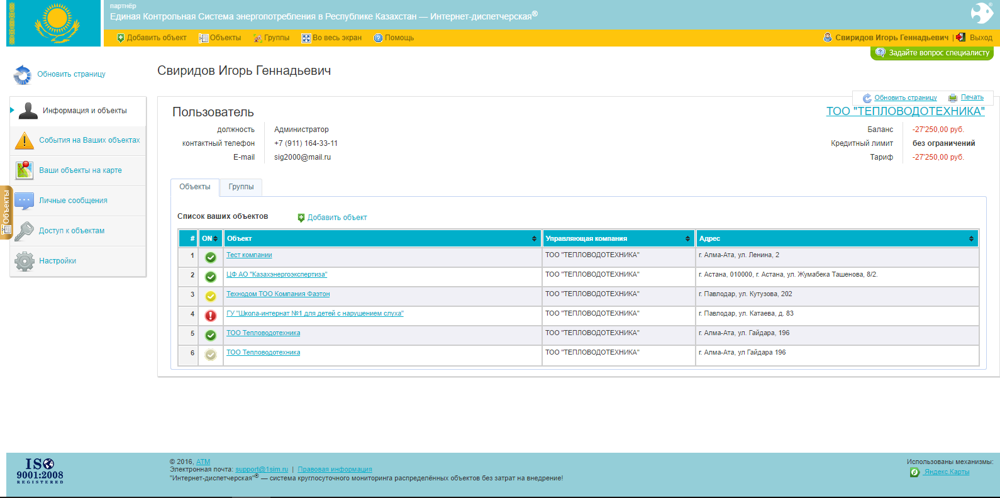 партнёр
Единая Контрольная Система энергопотребления в Республике Казахстан — Интернет-диспетчерская®
Добавить объект Объекты Группы Во весь экран Помощь Свиридов Игорь Геннадьевич | Выход
Задайте вопрос специалисту
Обновить страницу
Свиридов Игорь Геннадьевич
Информация и объекты
События на Ваших объектах
Ваши объекты на карте
Личные сообщения
Доступ к объектам
Настройки
Объекты
Обновить страницу Печать
Пользователь
ТОО "ТЕПЛОВОДОТЕХНИКА"
должность Администратор
контактный телефон +7 (911) 164-33-11
E-mail sig2000@mail.ru
Баланс -27'250,00 руб.
Кредитный лимит без ограничений
Тариф -27'250,00 руб.
Объекты Группы
Список ваших объектов Добавить объект
# ON Объект Управляющая компания Адрес
1 Тест компании ТОО "ТЕПЛОВОДОТЕХНИКА" г. Алма-Ата, ул. Ленина, 2
2 ЦФ АО "Казахэнергоэкспертиза" ТОО "ТЕПЛОВОДОТЕХНИКА" г. Астана, 010000, г. Астана, ул. Жумабека Ташенова, 8/2.
3 Технодом ТОО Компания Фаэтон ТОО "ТЕПЛОВОДОТЕХНИКА" г. Павлодар, ул. Кутузова, 202
4 ГУ "Школа-интернат №1 для детей с нарушением слуха" ТОО "ТЕПЛОВОДОТЕХНИКА" г. Павлодар, ул. Катаева, д. 83
5 ТОО Тепловодотехника ТОО "ТЕПЛОВОДОТЕХНИКА" г. Алма-Ата, ул. Гайдара, 196
6 ТОО Тепловодотехника ТОО "ТЕПЛОВОДОТЕХНИКА" г. Алма-Ата, ул Гайдара 196
ISO
9001:2008
REGISTERED
© 2016, АТМ
Электронная почта: support@1sim.ru | Правовая информация
"Интернет-диспетчерская"® — система круглосуточного мониторинга распределённых объектов без затрат на внедрение!
Использованы механизмы:
Яндекс.Карты